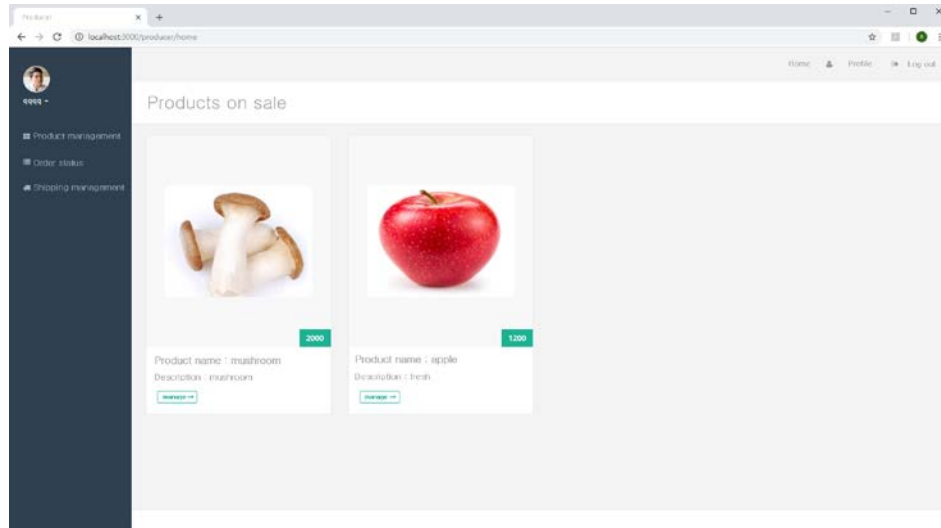 Producer
localhost:3000/producer/home
Home Profile Log out
qqqq
Products on sale
Product management
Order status
Shipping management
2000
1200
Product name : mushroom
Description : mushroom
manage →
Product name : apple
Description : fresh
manage →